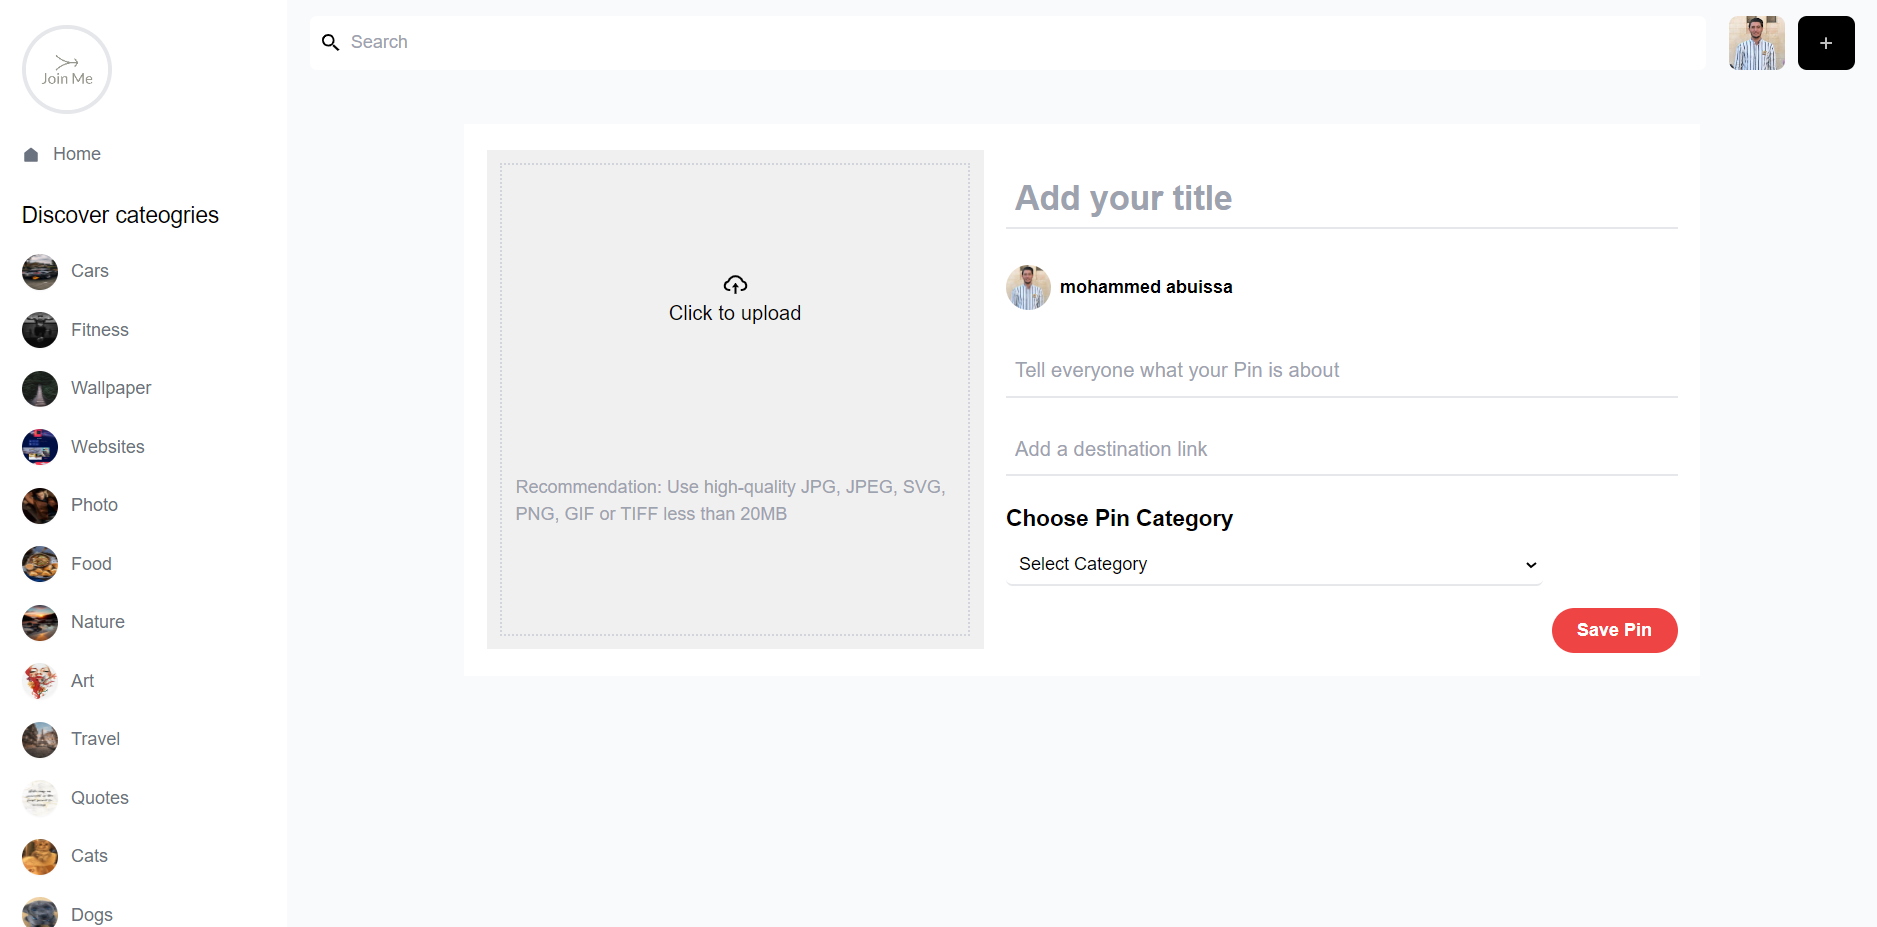 Join Me
Home
Discover cateogries
Cars
Fitness
Wallpaper
Websites
Photo
Food
Nature
Art
Travel
Quotes
Cats
Dogs
Search
+
Click to upload
Recommendation: Use high-quality JPG, JPEG, SVG,
PNG, GIF or TIFF less than 20MB
Add your title
mohammed abuissa
Tell everyone what your Pin is about
Add a destination link
Choose Pin Category
Select Category
Save Pin